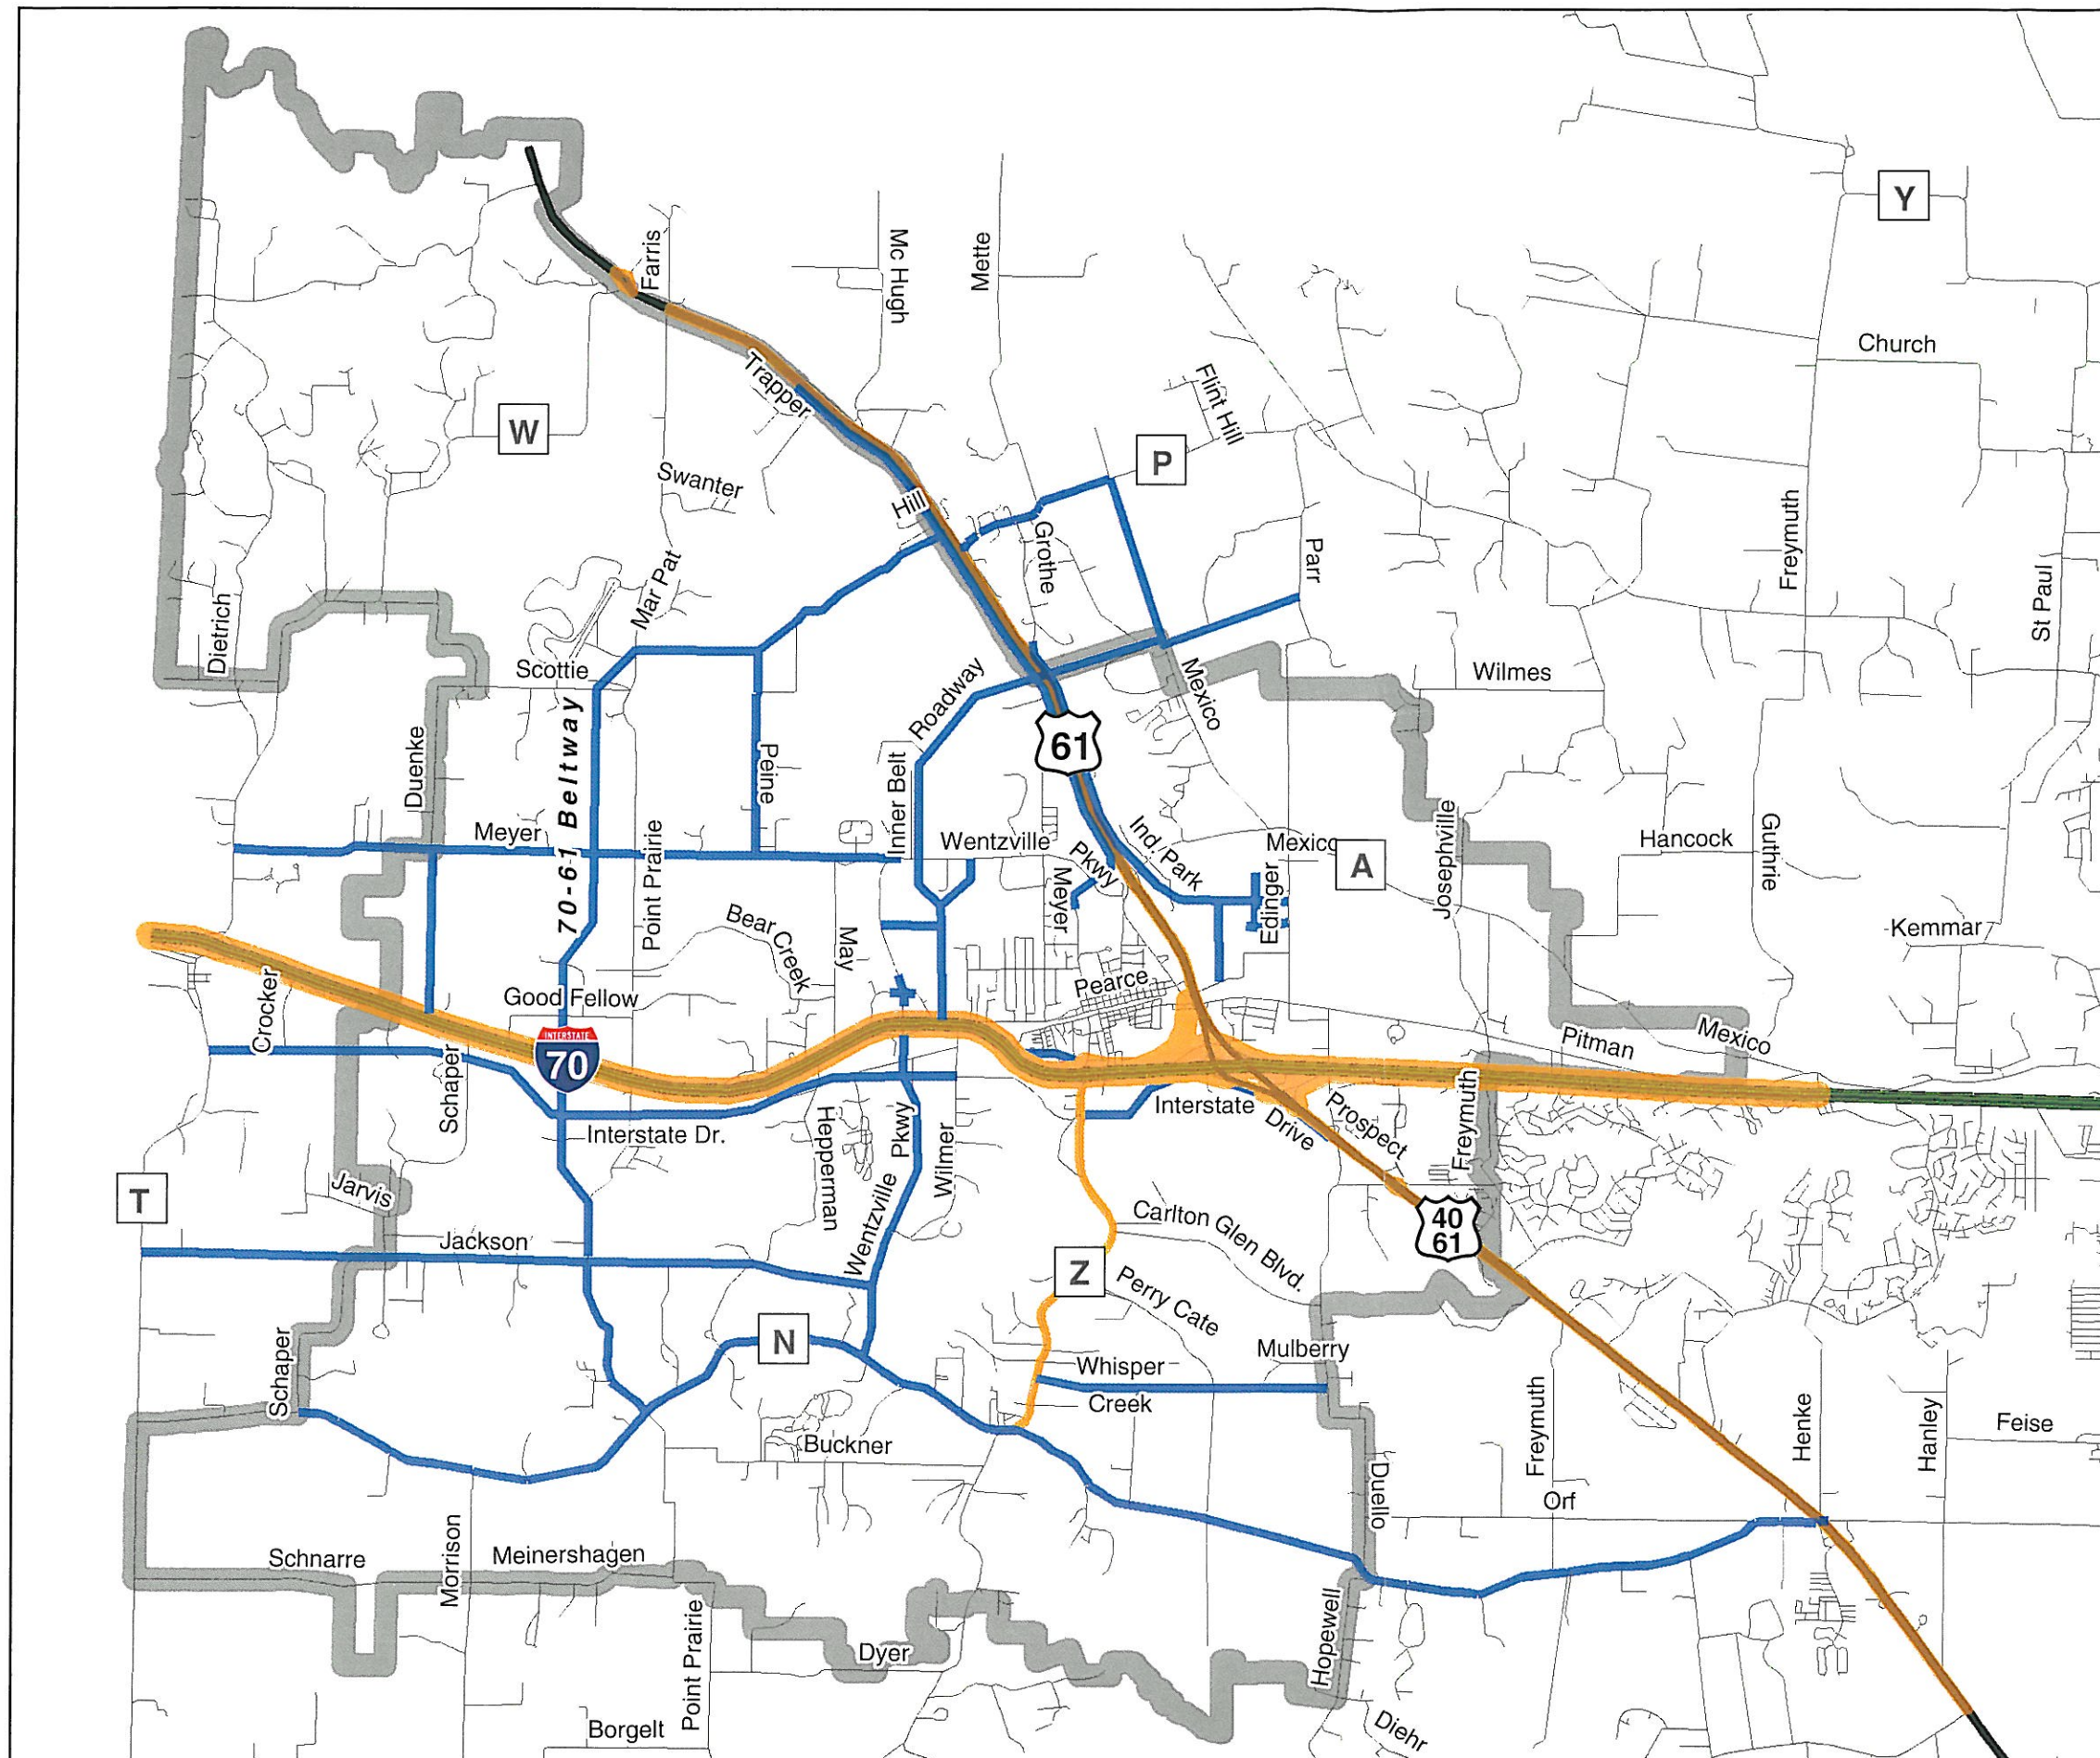 Y
Farris
Mc Hugh
Mette
Church
Trapper
Flint Hill
W
P
Swanter
Hill
Freymuth
Grothe
Parr
Mar Pat
St Paul
Dietrich
Scottie
Roadway
Mexico
Wilmes
61
Duenke
70-61 Beltway
Peine
Inner Belt
Meyer
Wentzville
Ind. Park
Pkwy
Mexico
A
Josephville
Hancock
Guthrie
Point Prairie
Meyer
Edinger
Bear Creek
May
Kemmar
Crocker
Good Fellow
Pearce
INTERSTATE
70
Pitman
Mexico
Schaper
Interstate Dr.
Hepperman
Pkwy
Wilmer
Interstate
Drive
Prospect
Freymuth
T
Jarvis
Wentzville
Carlton Glen Blvd.
40
61
Jackson
Z
Perry Cate
N
Schaper
Whisper
Creek
Mulberry
Freymuth
Henke
Hanley
Feise
Buckner
Duello
Orf
Schnarre
Morrison
Meinershagen
Point Prairie
Dyer
Hopewell
Borgelt
Diehr